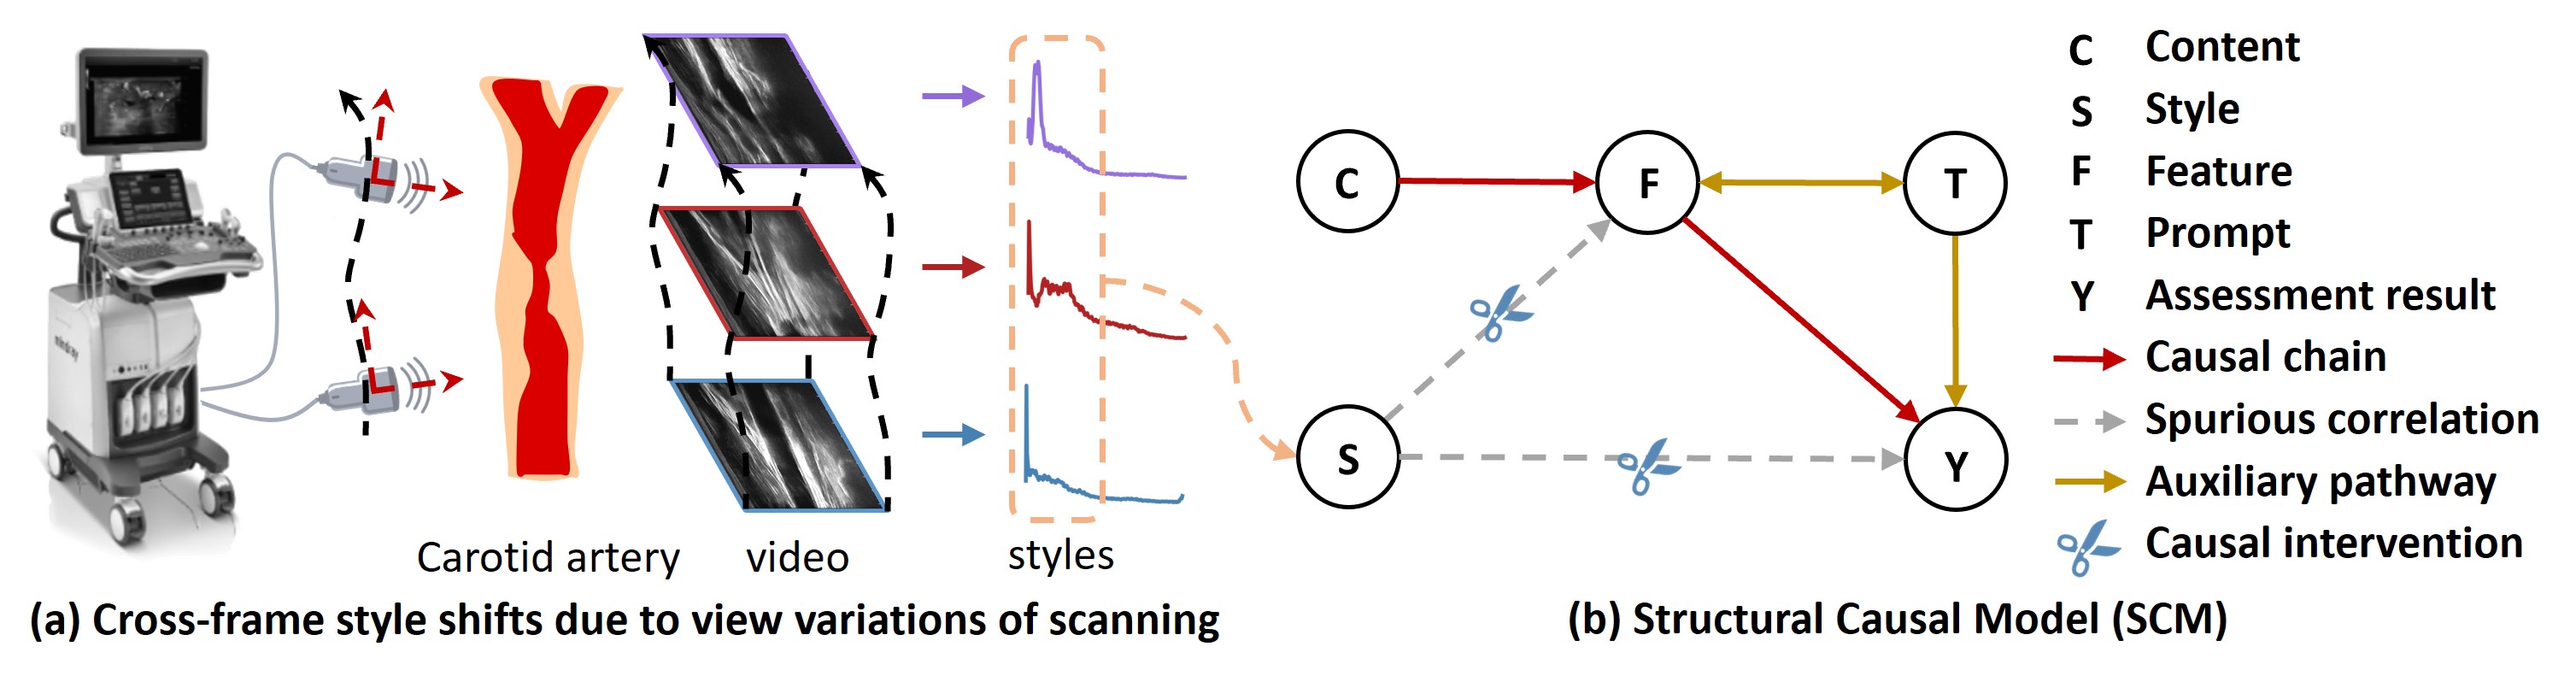 Carotid artery
video
styles
(a) Cross-frame style shifts due to view variations of scanning
C
F
T
S
Y
(b) Structural Causal Model (SCM)
C Content
S Style
F Feature
T Prompt
Y Assessment result
Causal chain
Spurious correlation
Auxiliary pathway
Causal intervention